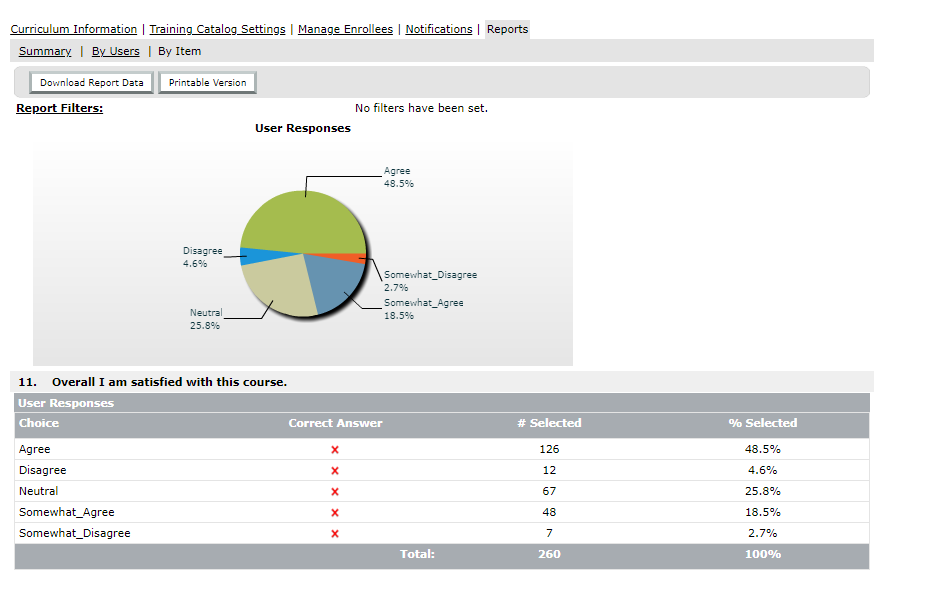 Curriculum Information | Training Catalog Settings | Manage Enrollees | Notifications | Reports
Summary | By Users | By Item
Download Report Data Printable Version
Report Filters: No filters have been set.
User Responses
Agree
48.5%
Disagree
4.6%
Somewhat_Disagree
2.7%
Somewhat_Agree
18.5%
Neutral
25.8%
11. Overall I am satisfied with this course.
User Responses
Choice Correct Answer # Selected % Selected
Agree 126 48.5%
Disagree 12 4.6%
Neutral 67 25.8%
Somewhat_Agree 48 18.5%
Somewhat_Disagree 7 2.7%
Total: 260 100%